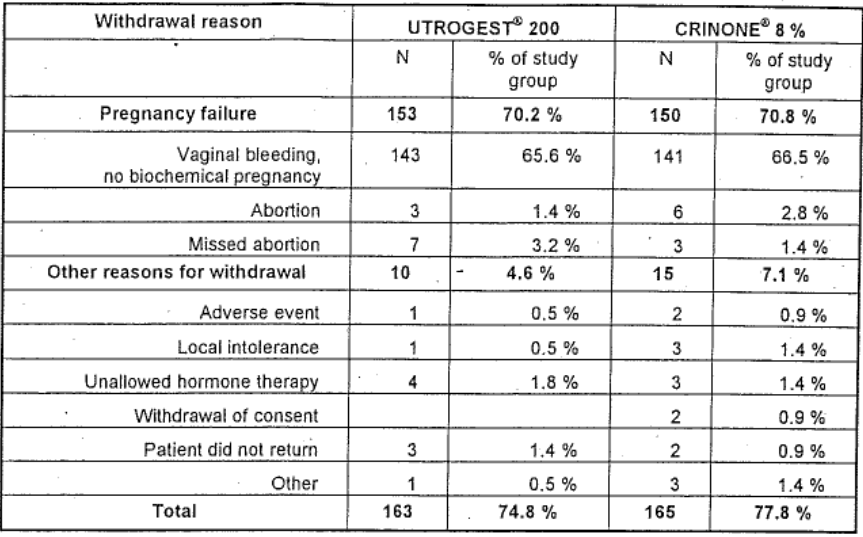 Withdrawal reason UTROGEST® 200 CRINONE® 8 %
N % of study group N % of study group
Pregnancy failure 153 70.2 % 150 70.8 %
Vaginal bleeding, no biochemical pregnancy 143 65.6 % 141 66.5 %
Abortion 3 1.4 % 6 2.8 %
Missed abortion 7 3.2 % 3 1.4 %
Other reasons for withdrawal 10 4.6 % 15 7.1 %
Adverse event 1 0.5 % 2 0.9 %
Local intolerance 1 0.5 % 3 1.4 %
Unallowed hormone therapy 4 1.8 % 3 1.4 %
Withdrawal of consent 2 0.9 %
Patient did not return 3 1.4 % 2 0.9 %
Other 1 0.5 % 3 1.4 %
Total 163 74.8 % 165 77.8 %